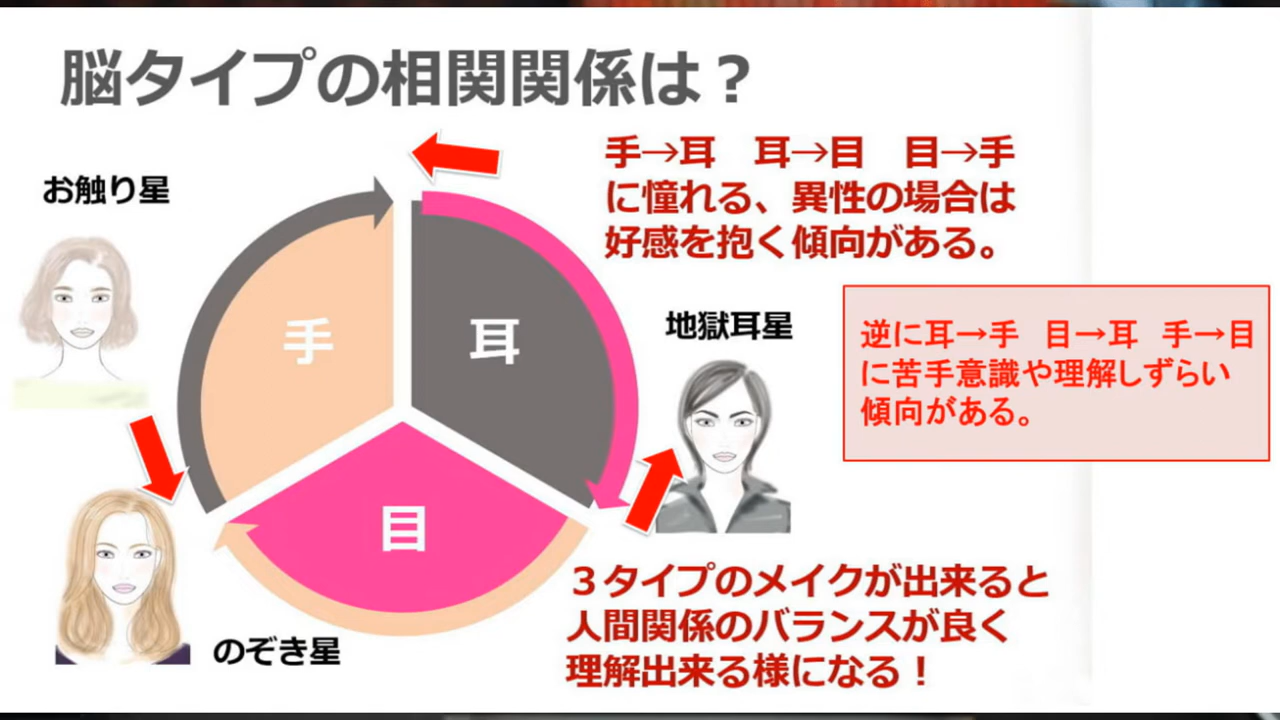 脳タイプの相関関係は？
手→耳　耳→目　目→手
に憧れる、異性の場合は
好感を抱く傾向がある。
お触り星
手
耳
地獄耳星
逆に耳→手　目→耳　手→目
に苦手意識や理解しずらい
傾向がある。
目
のぞき星
３タイプのメイクが出来ると
人間関係のバランスが良く
理解出来る様になる！